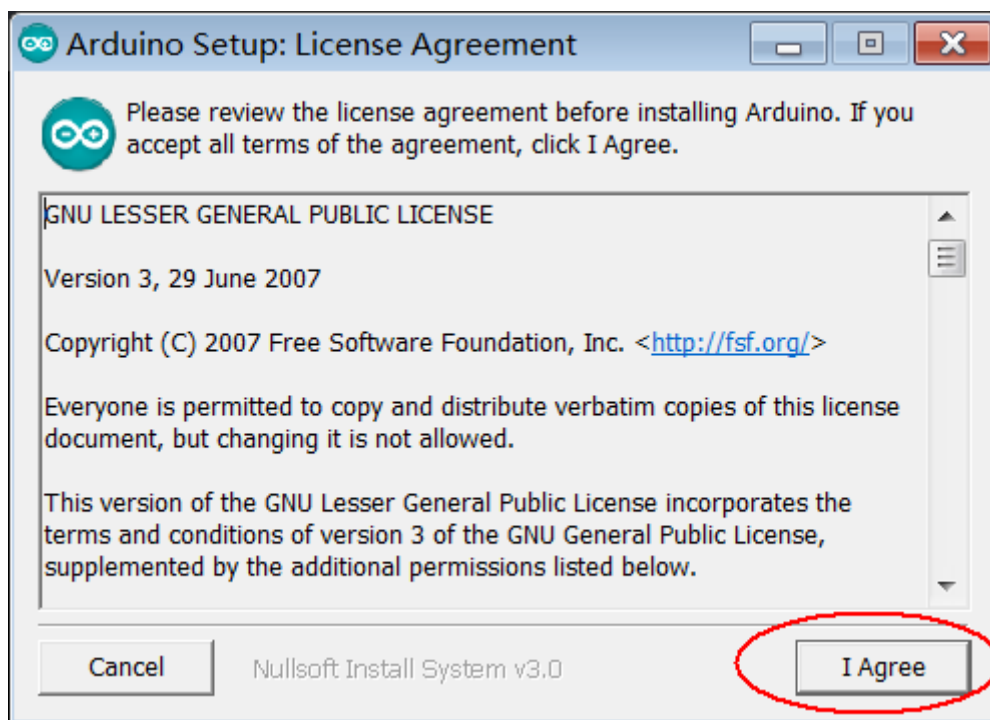 Arduino Setup: License Agreement
Please review the license agreement before installing Arduino. If you
accept all terms of the agreement, click I Agree.
GNU LESSER GENERAL PUBLIC LICENSE
Version 3, 29 June 2007
Copyright (C) 2007 Free Software Foundation, Inc. <http://fsf.org/>
Everyone is permitted to copy and distribute verbatim copies of this license
document, but changing it is not allowed.
This version of the GNU Lesser General Public License incorporates the
terms and conditions of version 3 of the GNU General Public License,
supplemented by the additional permissions listed below.
Cancel
Nullsoft Install System v3.0
I Agree